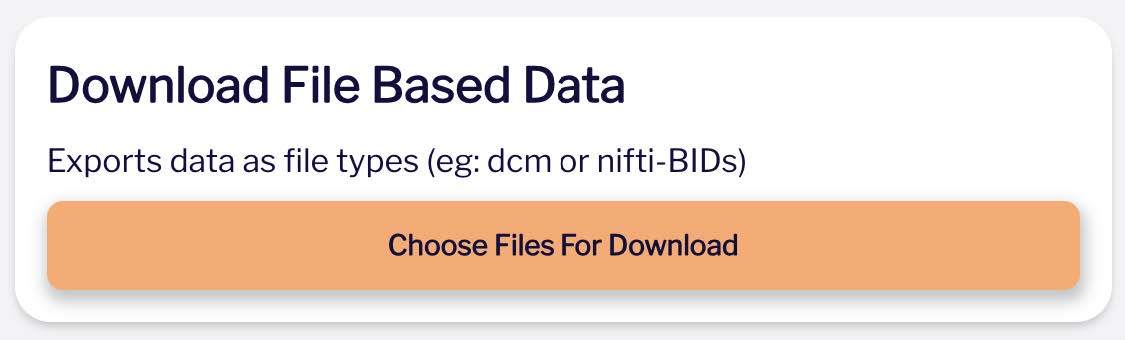 Download File Based Data
Exports data as file types (eg: dcm or nifti-BIDs)
Choose Files For Download